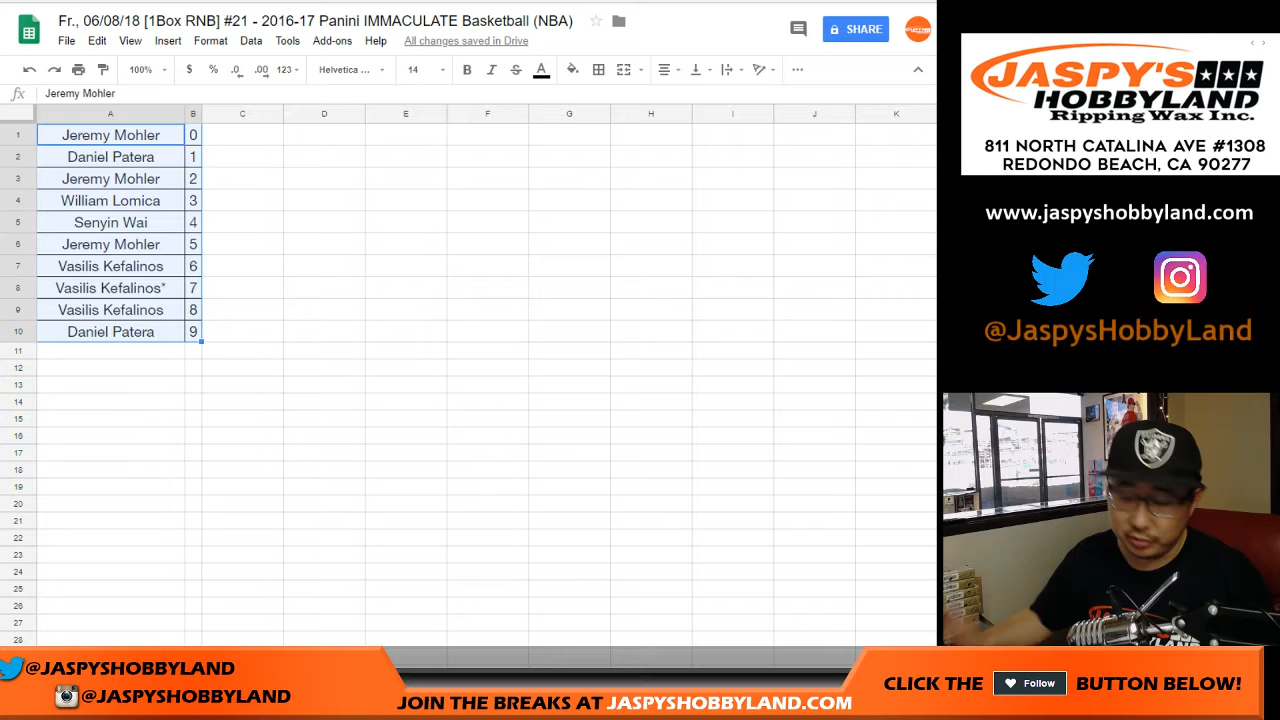 Fr., 06/08/18 [1Box RNB] #21 - 2016-17 Panini IMMACULATE Basketball (NBA)
File Edit View Insert Format Data Tools Add-ons Help All changes saved in Drive
SHARE
100% $ % .0 .00 123 Helvetica ... 14 B I S A
fx Jeremy Mohler
A B C D E F G H I J K
1 Jeremy Mohler 0
2 Daniel Patera 1
3 Jeremy Mohler 2
4 William Lomica 3
5 Senyin Wai 4
6 Jeremy Mohler 5
7 Vasilis Kefalinos 6
8 Vasilis Kefalinos* 7
9 Vasilis Kefalinos 8
10 Daniel Patera 9
11
12
13
14
15
16
17
18
19
20
21
22
23
24
25
26
27
28
JASPY'S
HOBBYLAND
Ripping Wax Inc.
811 NORTH CATALINA AVE #1308
REDONDO BEACH, CA 90277
www.jaspyshobbyland.com
@JaspysHobbyLand
@JASPYSHOBBYLAND
@JASPYSHOBBYLAND
JOIN THE BREAKS AT JASPYSHOBBYLAND.COM
CLICK THE Follow BUTTON BELOW!